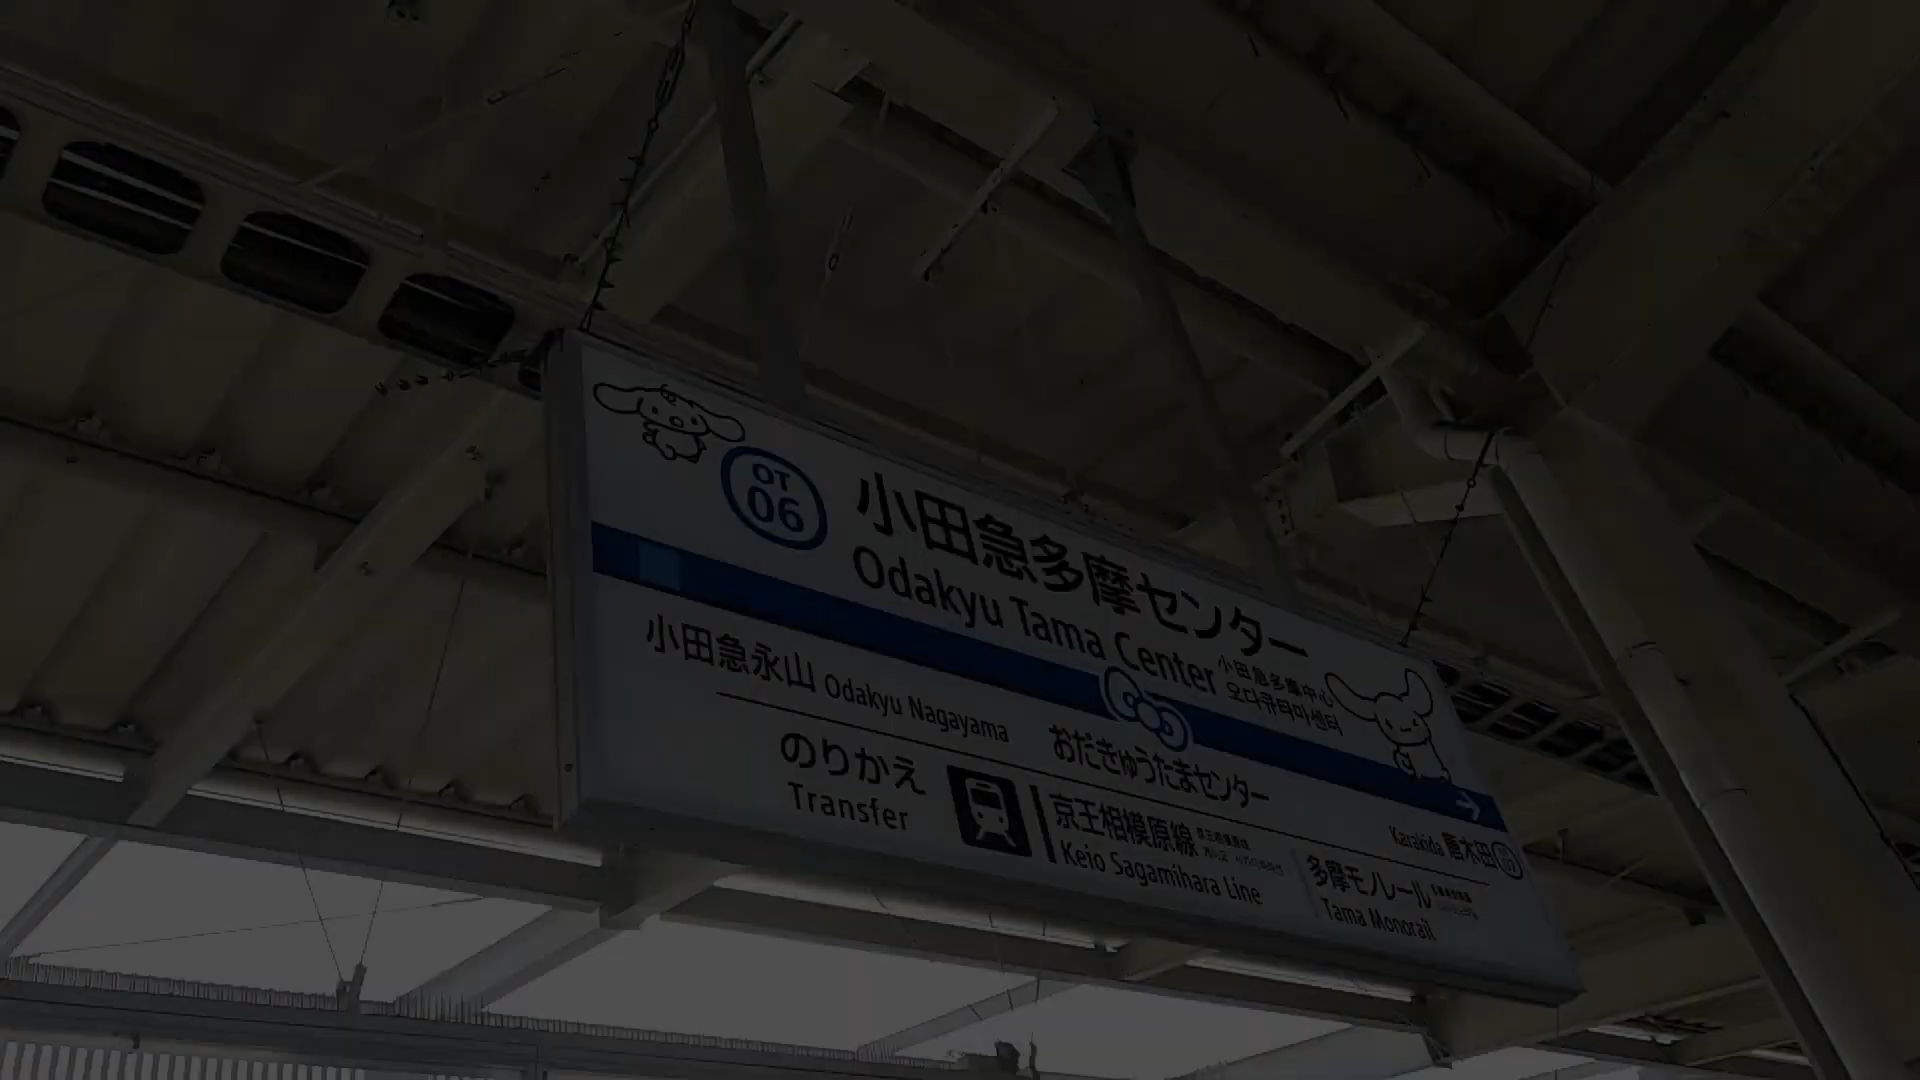 OT
06
小田急多摩センター
Odakyu Tama Center
小田急多摩中心
오다큐타마센터
小田急永山 Odakyu Nagayama
おだきゅうたまセンター
Karakida 唐木田
のりかえ
Transfer
京王相模原線
Keio Sagamihara Line
多摩モノレール
Tama Monorail